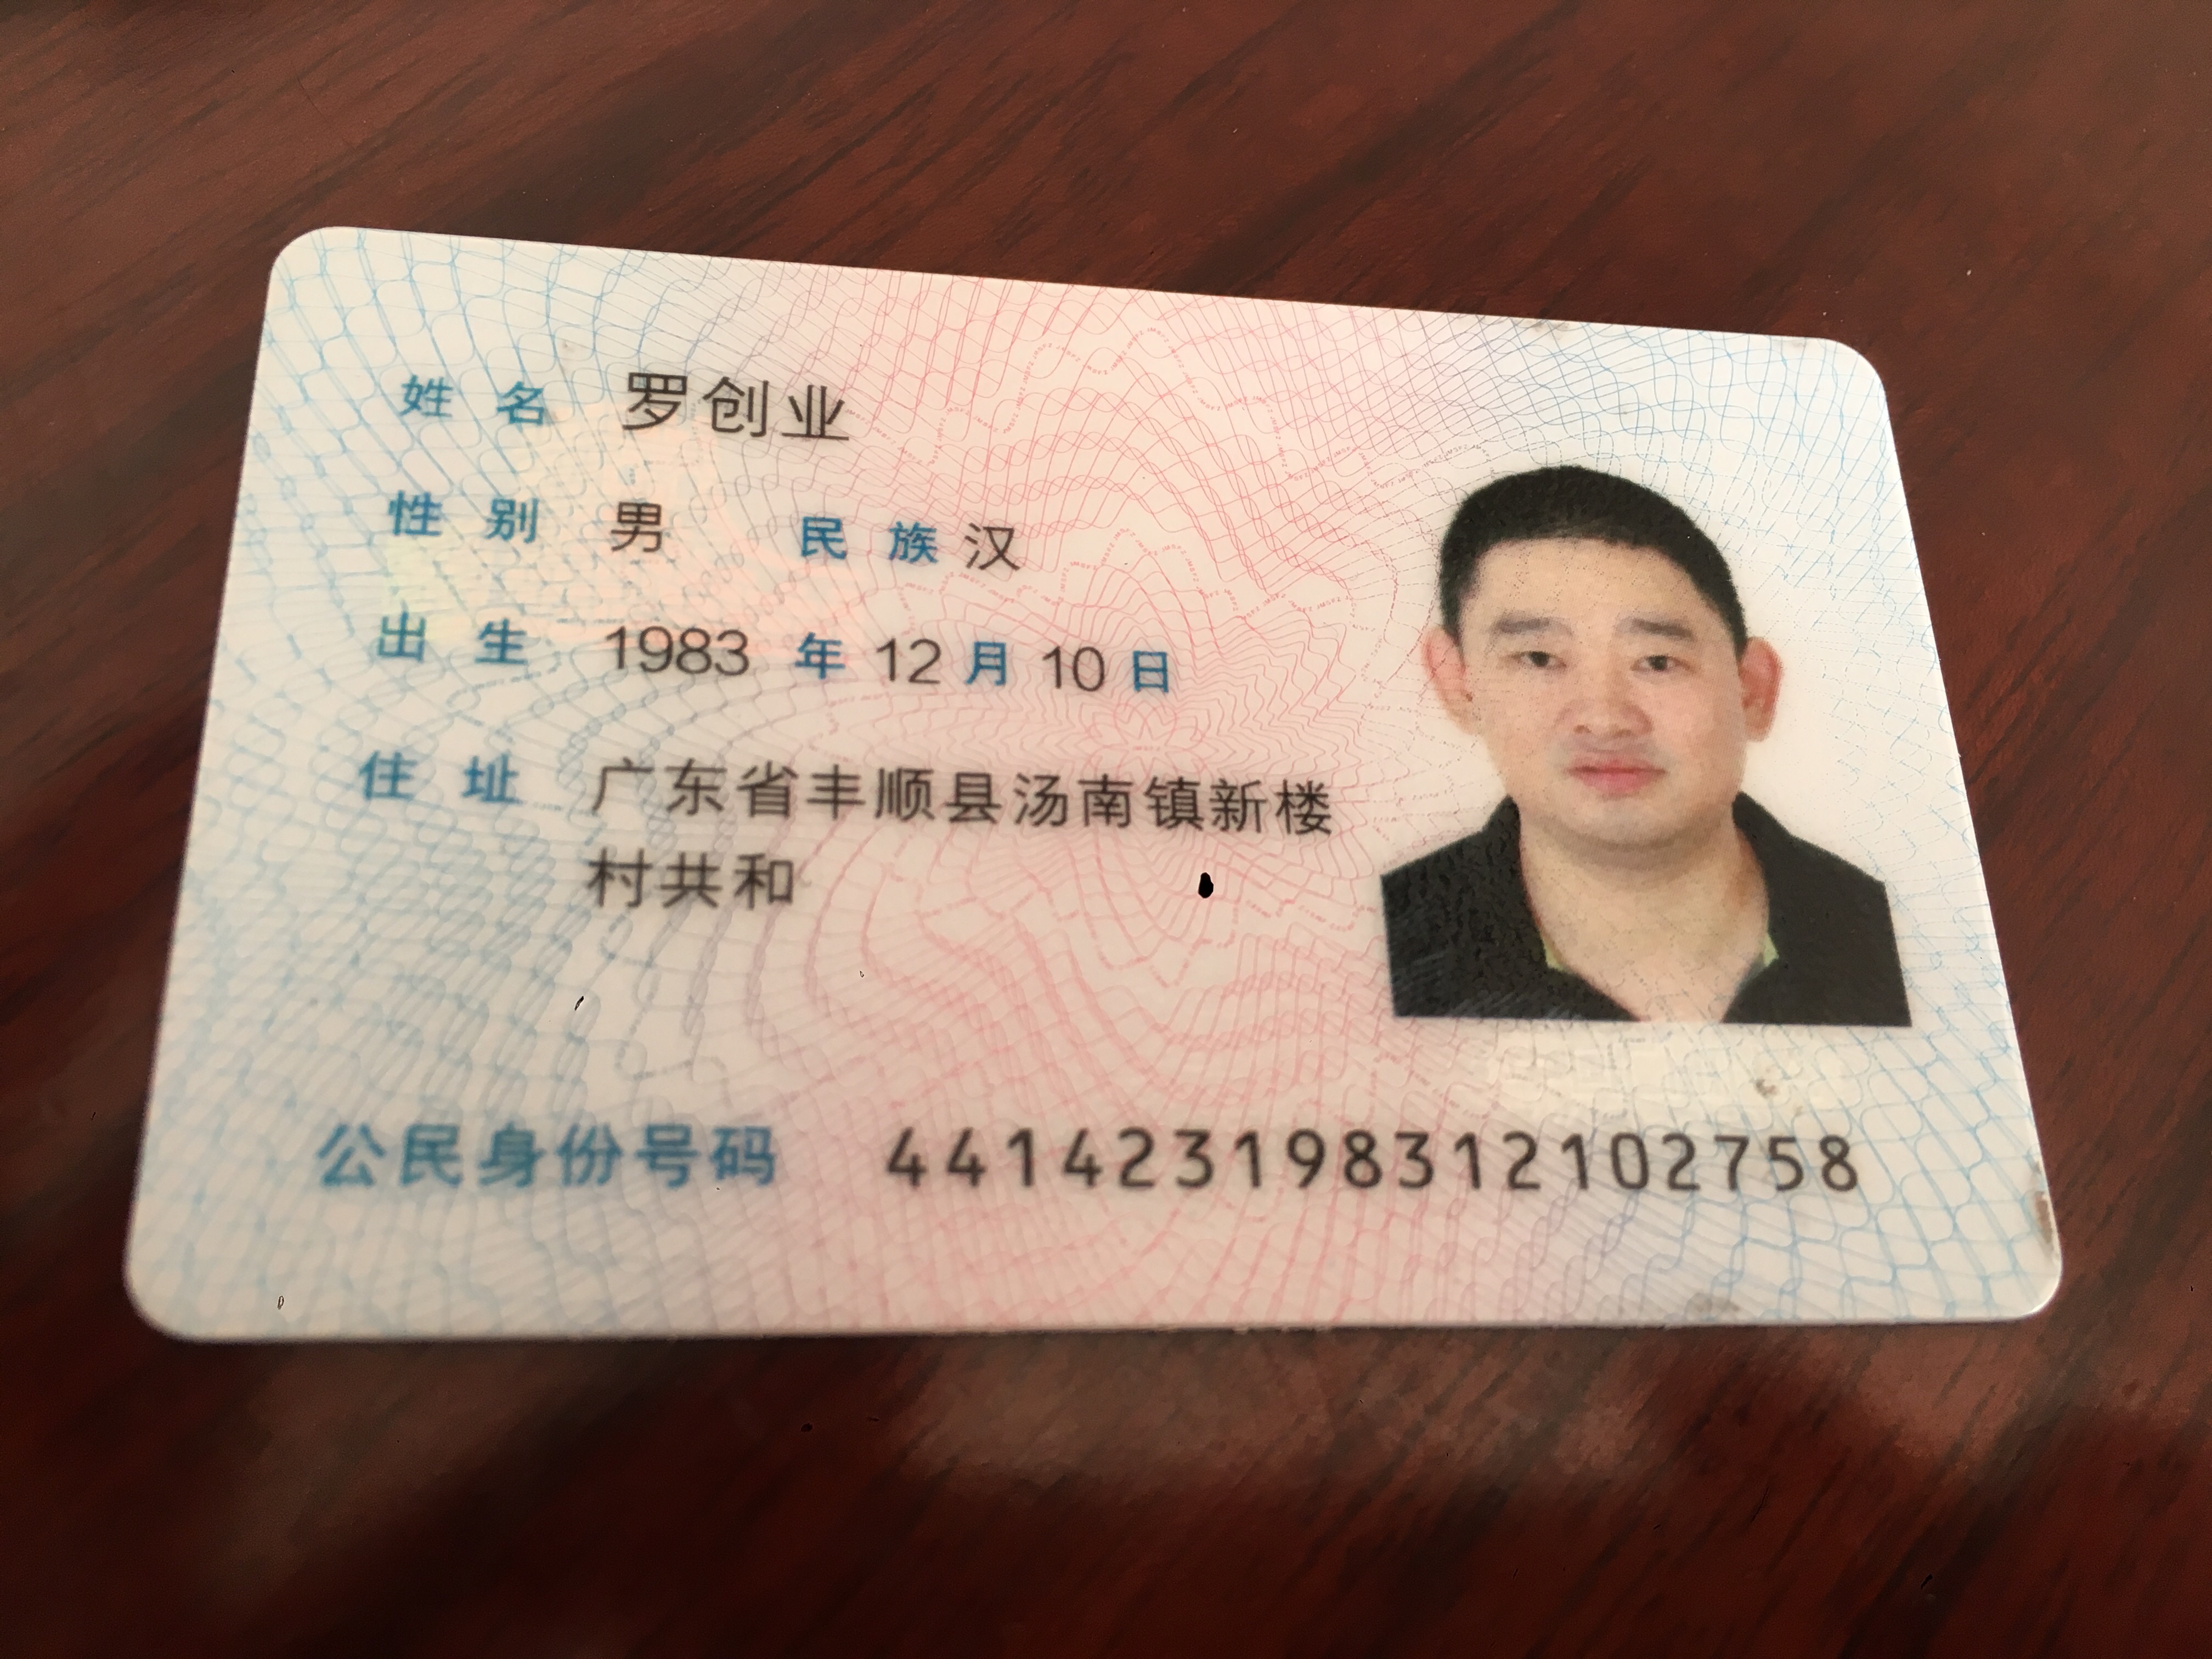 姓名 罗创业
性别 男 民族 汉
出生 1983 年 12 月 10 日
住址 广东省丰顺县汤南镇新楼
村共和
公民身份号码 441423198312102758